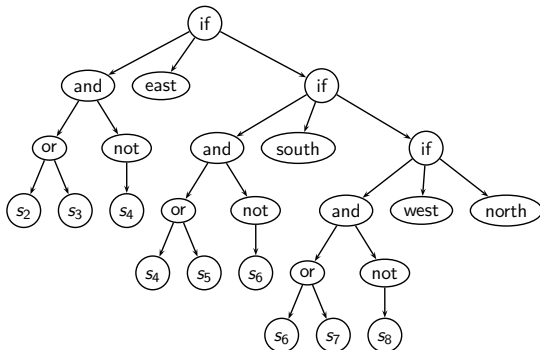 if
and east if
or not and south if
s2 s3 s4 or not and west north
s4 s5 s6 or not
s6 s7 s8